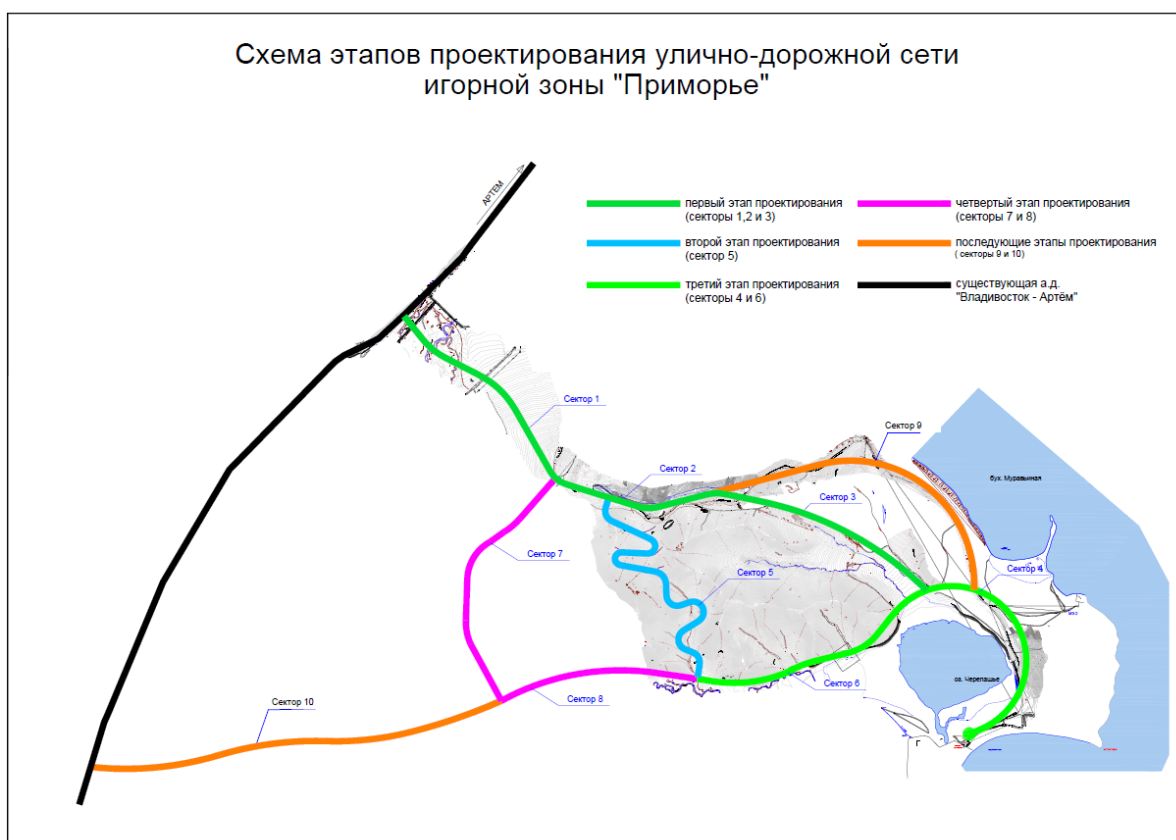 Схема этапов проектирования улично-дорожной сети
игорной зоны "Приморье"
АРТЕМ
первый этап проектирования
(секторы 1,2 и 3)
второй этап проектирования
(сектор 5)
третий этап проектирования
(секторы 4 и 6)
четвертый этап проектирования
(секторы 7 и 8)
последующие этапы проектирования
( секторы 9 и 10)
существующая а.д.
"Владивосток - Артём"
Сектор 1
Сектор 9
Сектор 2
бух. Муравьиная
Сектор 3
Сектор 7
Сектор 4
Сектор 5
оз. Черепашье
Сектор 6
Сектор 8
Сектор 10
Г